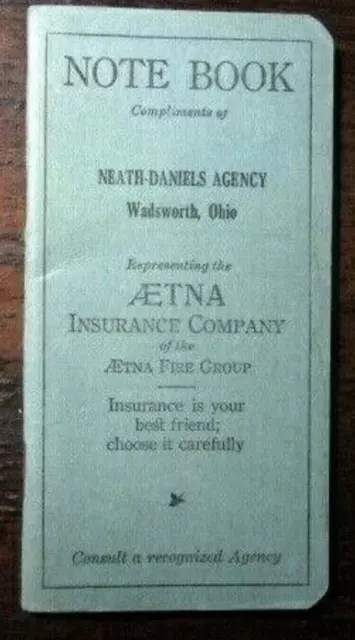 NOTE BOOK
Compliments of
NEATH-DANIELS AGENCY
Wadsworth, Ohio
Representing the
ÆTNA
INSURANCE COMPANY
of the
ÆTNA FIRE GROUP
Insurance is your
best friend;
choose it carefully
Consult a recognized Agency